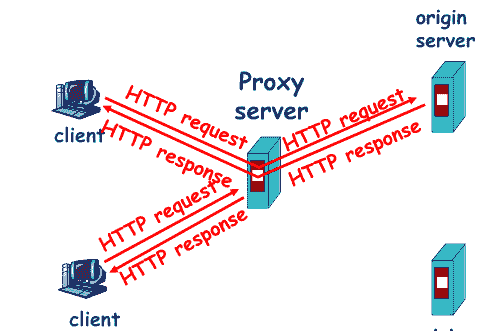 origin
server
Proxy
server
client
HTTP request
HTTP response
HTTP request
HTTP response
HTTP request
HTTP response
client